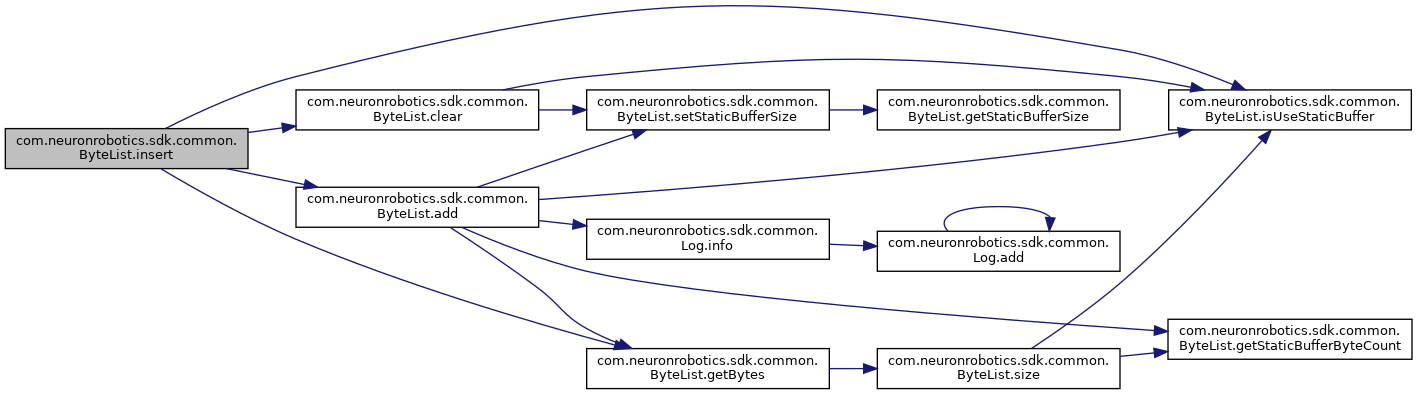 com.neuronrobotics.sdk.common.
ByteList.insert
com.neuronrobotics.sdk.common.
ByteList.clear
com.neuronrobotics.sdk.common.
ByteList.add
com.neuronrobotics.sdk.common.
ByteList.setStaticBufferSize
com.neuronrobotics.sdk.common.
Log.info
com.neuronrobotics.sdk.common.
ByteList.getBytes
com.neuronrobotics.sdk.common.
ByteList.getStaticBufferSize
com.neuronrobotics.sdk.common.
Log.add
com.neuronrobotics.sdk.common.
ByteList.size
com.neuronrobotics.sdk.common.
ByteList.isUseStaticBuffer
com.neuronrobotics.sdk.common.
ByteList.getStaticBufferByteCount